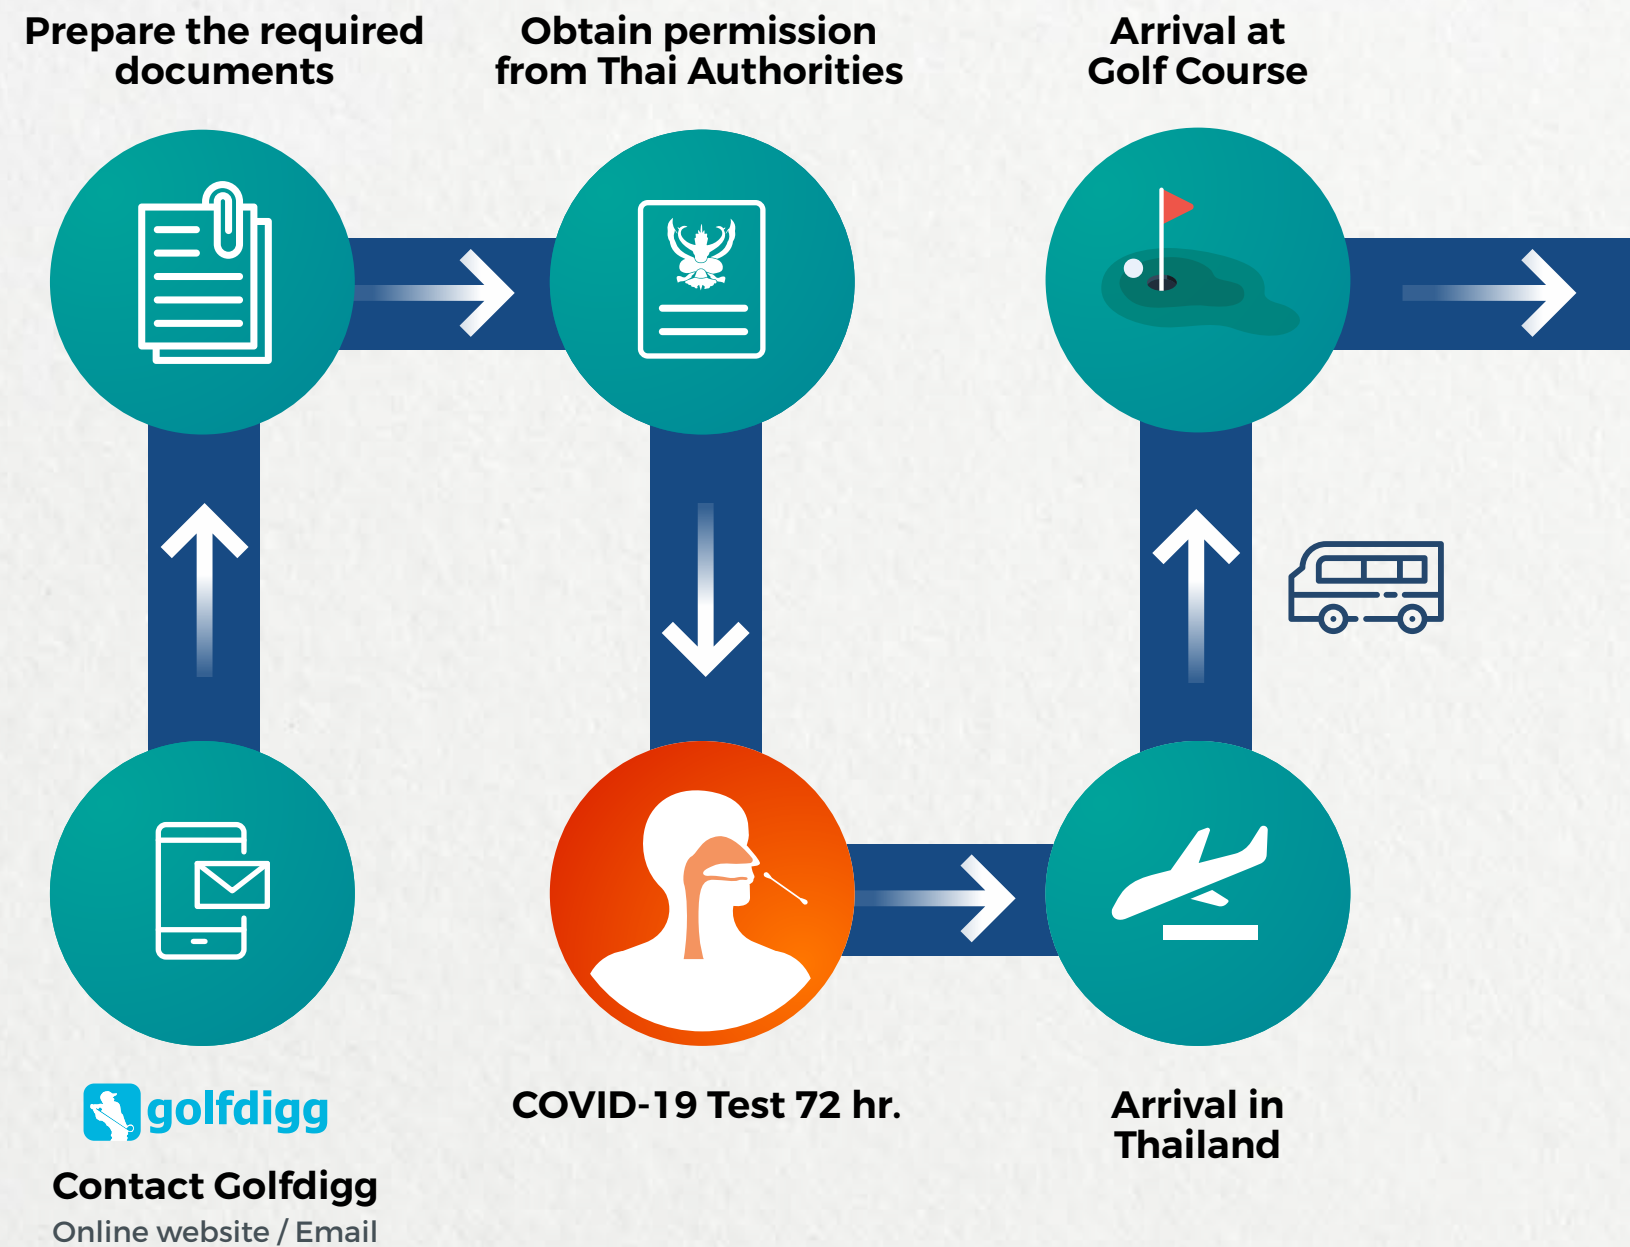 Prepare the required
documents
Obtain permission
from Thai Authorities
Arrival at
Golf Course
golfdigg
Contact Golfdigg
Online website / Email
COVID-19 Test 72 hr.
Arrival in
Thailand